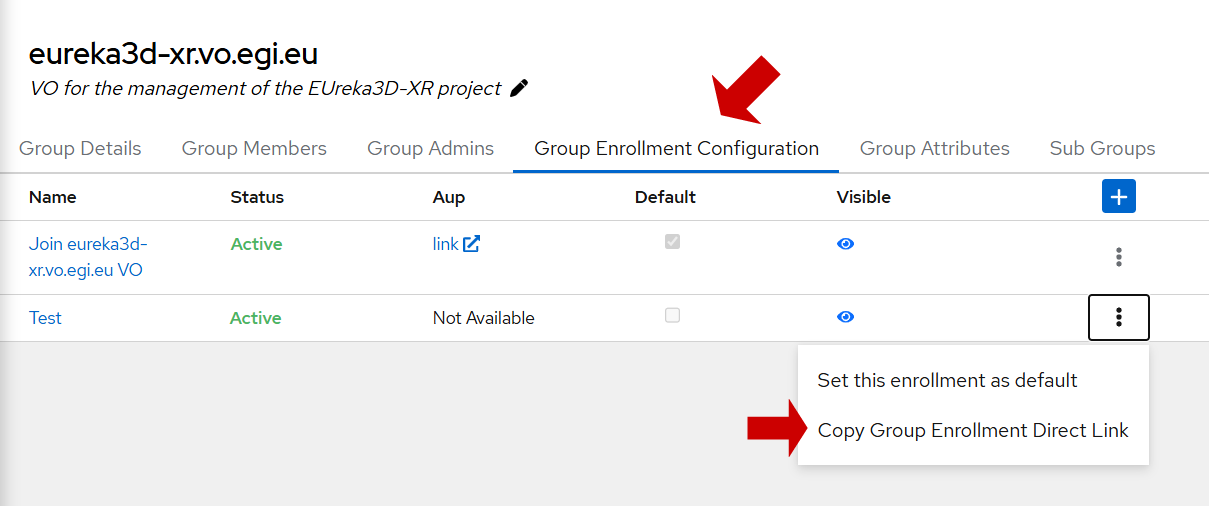 eureka3d-xr.vo.egi.eu
VO for the management of the EUreka3D-XR project
Group Details Group Members Group Admins Group Enrollment Configuration Group Attributes Sub Groups
Name Status Aup Default Visible
Join eureka3d-
xr.vo.egi.eu VO
Active link
Test Active Not Available
Set this enrollment as default
Copy Group Enrollment Direct Link